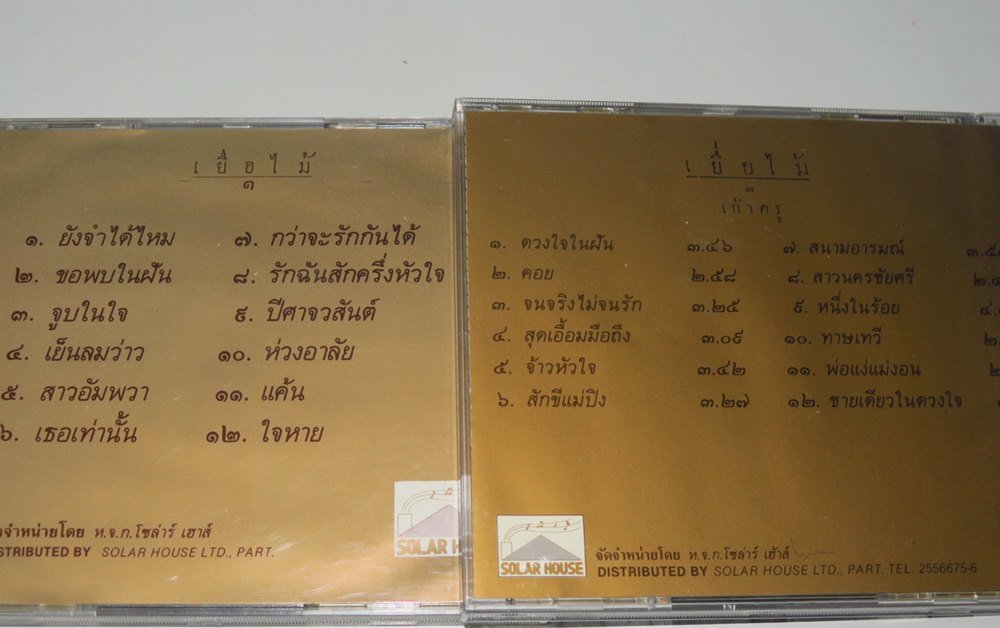 เยื่อไม้
๑
๑. ยังจำได้ไหม
๒. ขอพบในฝัน
๓. จูบในใจ
๔. เย็นลมว่าว
๕. สาวอัมพวา
๖. เธอเท่านั้น
๗. กว่าจะรักกันได้
๘. รักฉันสักครึ่งหัวใจ
๙. ปีศาจวสันต์
๑๐. ห่วงอาลัย
๑๑. แค้น
๑๒. ใจหาย
จำหน่ายโดย ห.จ.ก.โซล่าร์ เฮาส์
STRIBUTED BY SOLAR HOUSE LTD., PART.
SOLAR H
เยื่อไม้
๓
เก้าครู
๑. ดวงใจในฝัน ๓.๔๖
๒. คอย ๒.๕๘
๓. จนจริงไม่จนรัก ๓.๒๕
๔. สุดเอื้อมมือถึง ๓.๐๙
๕. จ้าวหัวใจ ๓.๔๒
๖. สักขีแม่ปิง ๓.๒๗
๗. สนามอารมณ์ ๓.๕
๘. สาวนครชัยศรี ๒.
๙. หนึ่งในร้อย ๔.
๑๐. ทาษเทวี ๒.
๑๑. พ่อแง่แม่งอน
๑๒. ชายเดียวในดวงใจ
SOLAR HOUSE
จัดจำหน่ายโดย ห.จ.ก.โซล่าร์ เฮ้าส์
DISTRIBUTED BY SOLAR HOUSE LTD., PART. TEL. 2556675-6